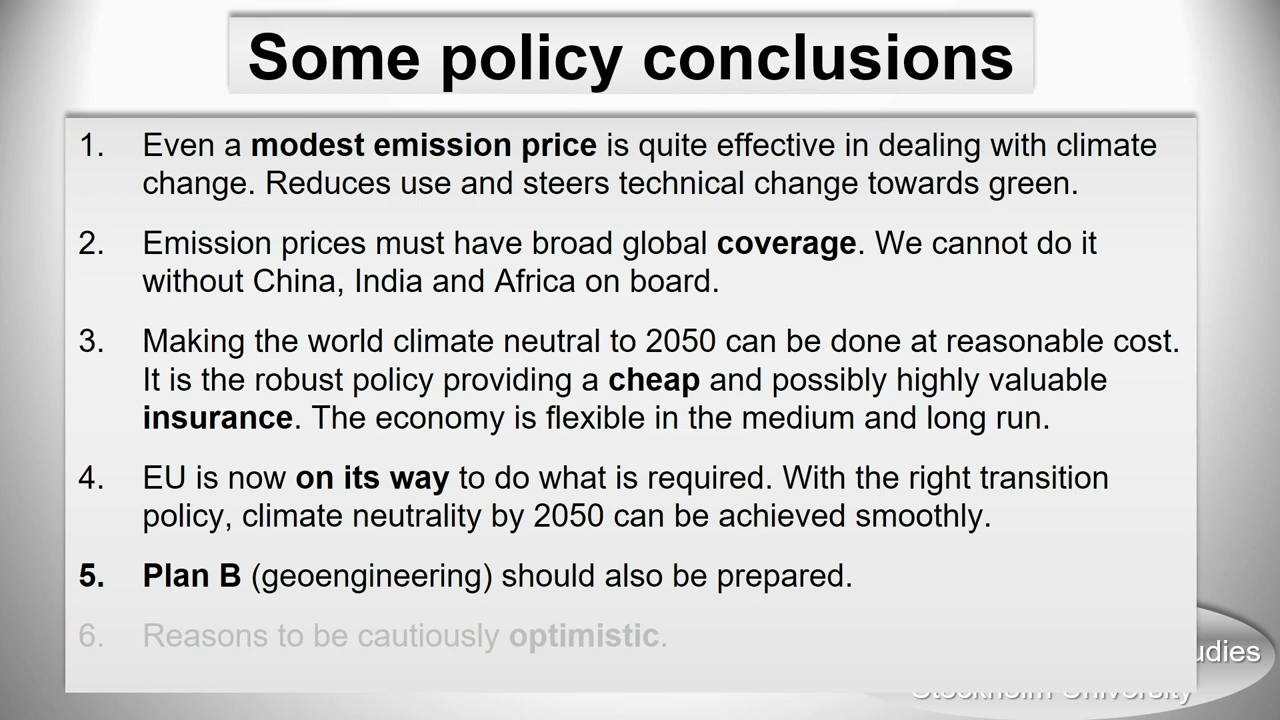 Some policy conclusions
1. Even a modest emission price is quite effective in dealing with climate
change. Reduces use and steers technical change towards green.
2. Emission prices must have broad global coverage. We cannot do it
without China, India and Africa on board.
3. Making the world climate neutral to 2050 can be done at reasonable cost.
It is the robust policy providing a cheap and possibly highly valuable
insurance. The economy is flexible in the medium and long run.
4. EU is now on its way to do what is required. With the right transition
policy, climate neutrality by 2050 can be achieved smoothly.
5. Plan B (geoengineering) should also be prepared.
6. Reasons to be cautiously optimistic.
udies
Stockholm University